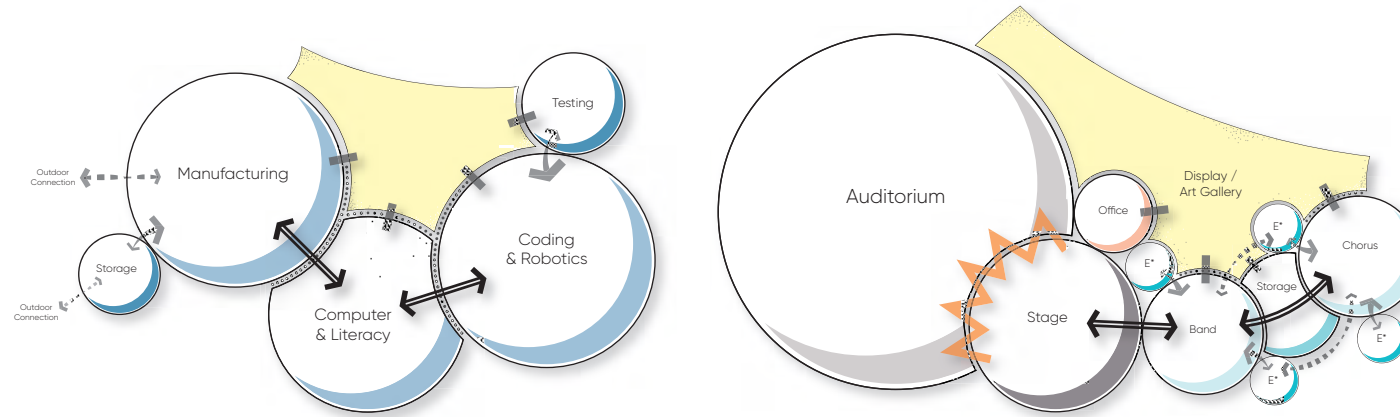 Testing
Manufacturing
Outdoor
Connection
Coding
& Robotics
Storage
Outdoor
Connection
Computer
& Literacy
Auditorium
Display /
Art Gallery
Office
E*
Chorus
E*
Storage
Stage
Band
E*
E*